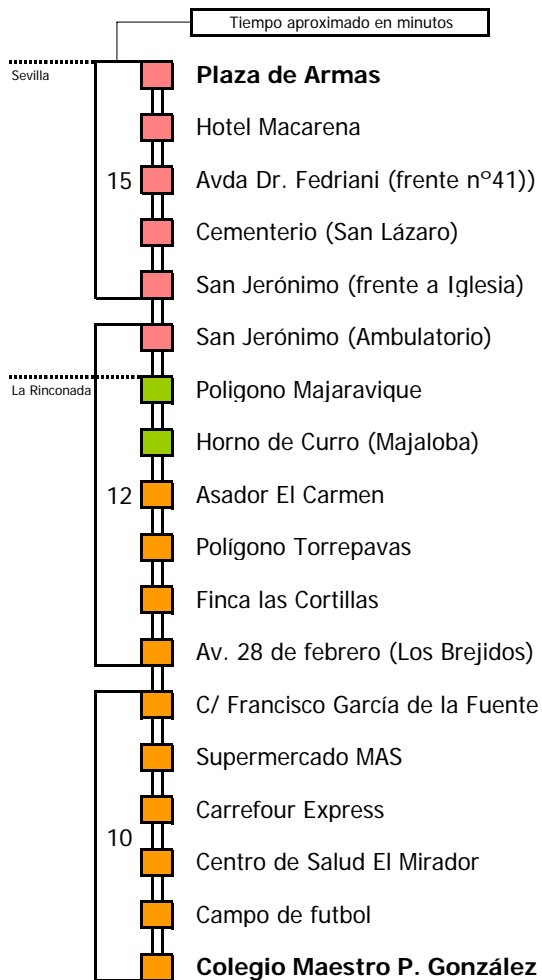 Tiempo aproximado en minutos
Sevilla
Plaza de Armas
Hotel Macarena
15
Avda Dr. Fedriani (frente nº41))
Cementerio (San Lázaro)
San Jerónimo (frente a Iglesia)
San Jerónimo (Ambulatorio)
La Rinconada
Poligono Majaravique
Horno de Curro (Majaloba)
12
Asador El Carmen
Polígono Torrepavas
Finca las Cortillas
Av. 28 de febrero (Los Brejidos)
C/ Francisco García de la Fuente
Supermercado MAS
Carrefour Express
10
Centro de Salud El Mirador
Campo de futbol
Colegio Maestro P. González